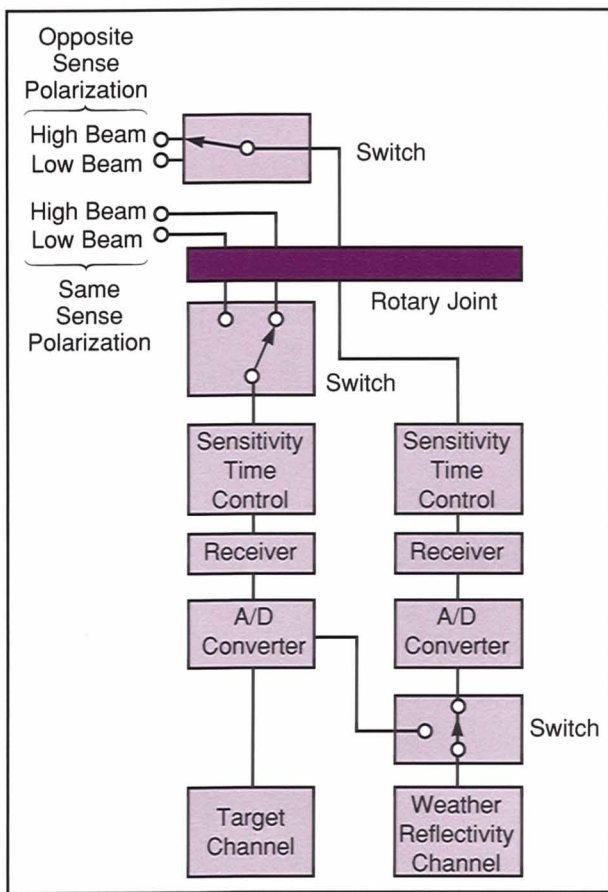 Opposite
Sense
Polarization
High Beam
Low Beam
Switch
High Beam
Low Beam
Same
Sense
Polarization
Rotary Joint
Switch
Sensitivity
Time
Control
Sensitivity
Time
Control
Receiver
Receiver
A/D
Converter
A/D
Converter
Switch
Target
Channel
Weather
Reflectivity
Channel